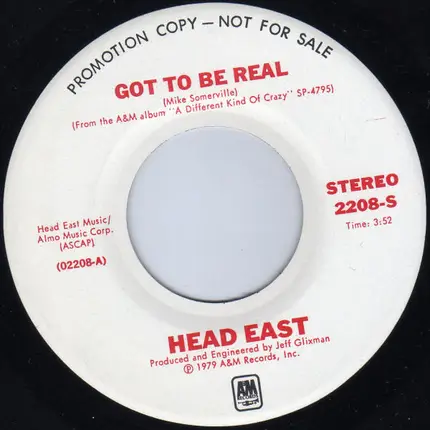 PROMOTION COPY — NOT FOR SALE
GOT TO BE REAL
(Mike Somerville)
(From the A&M album "A Different Kind Of Crazy" SP-4795)
STEREO
2208-S
Time: 3:52
Head East Music/
Almo Music Corp.
(ASCAP)
(02208-A)
HEAD EAST
Produced and Engineered by Jeff Glixman
℗ 1979 A&M Records, Inc.
A&M
RECORDS